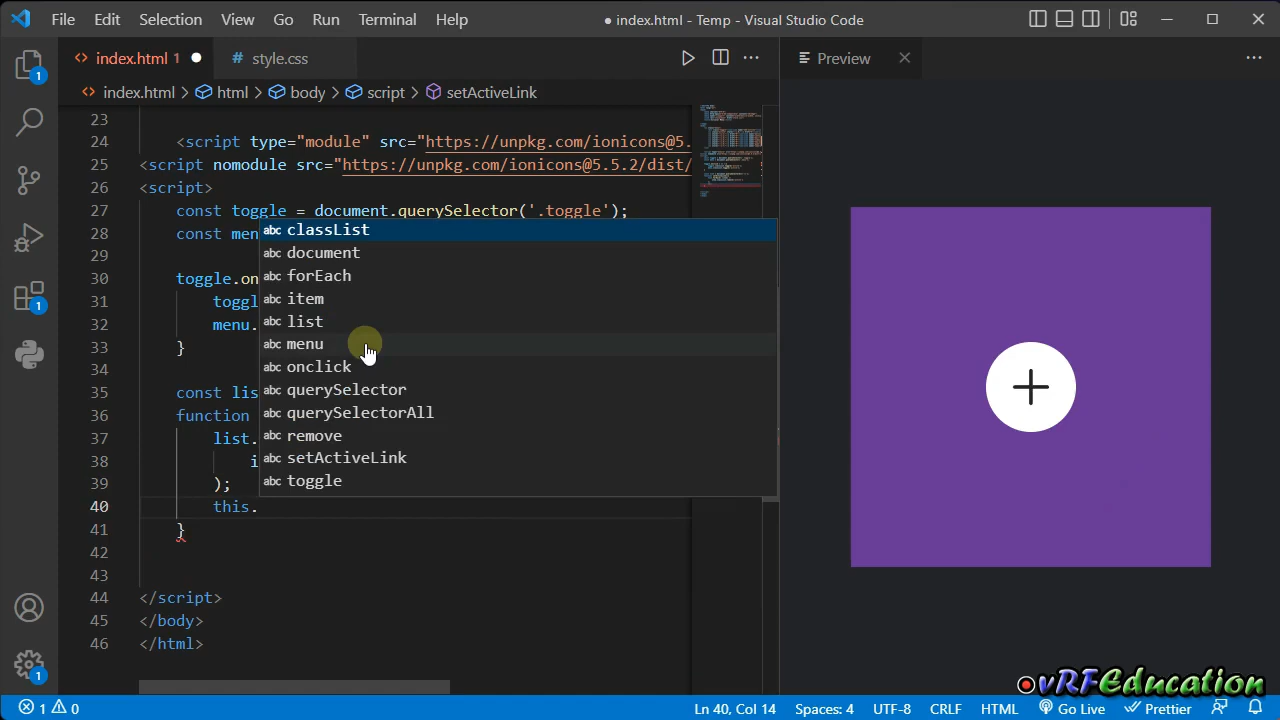 File Edit Selection View Go Run Terminal Help ● index.html - Temp - Visual Studio Code
index.html 1 ● # style.css Preview
index.html > html > body > script > setActiveLink
23
24 <script type="module" src="https://unpkg.com/ionicons@5.
25 <script nomodule src="https://unpkg.com/ionicons@5.5.2/dist/
26 <script>
27 const toggle = document.querySelector('.toggle');
28 const men
29
30 toggle.on
31 toggl
32 menu.
33 }
34
35 const lis
36 function
37 list.
38 i
39 );
40 this.
41 }
42
43
44 </script>
45 </body>
46 </html>
abc classList
abc document
abc forEach
abc item
abc list
abc menu
abc onclick
abc querySelector
abc querySelectorAll
abc remove
abc setActiveLink
abc toggle
1
1
1
vRFEducation
1 0 Ln 40, Col 14 Spaces: 4 UTF-8 CRLF HTML Go Live Prettier